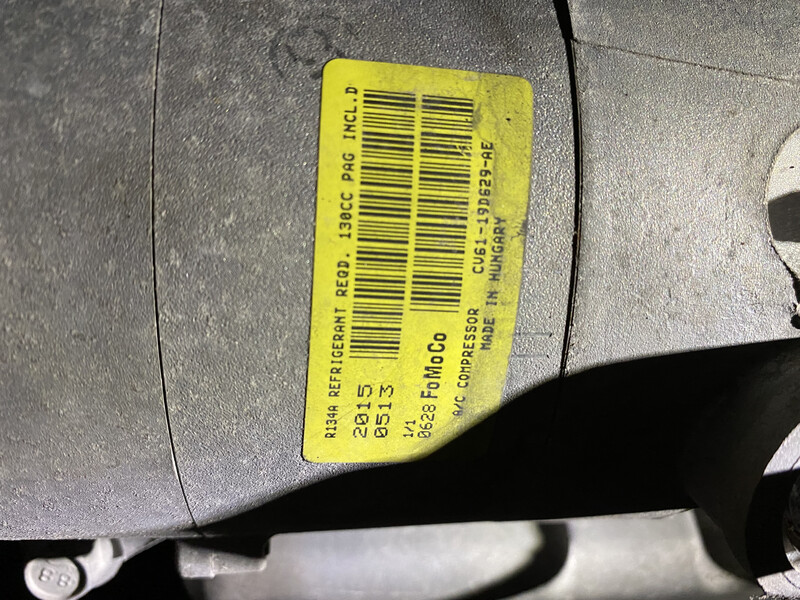 R134A REFRIGERANT REQD. 130CC PAG INCL.D
2015
0513
1/1
0628 FoMoCo
A/C COMPRESSOR CV61-19D629-AE
MADE IN HUNGARY
88